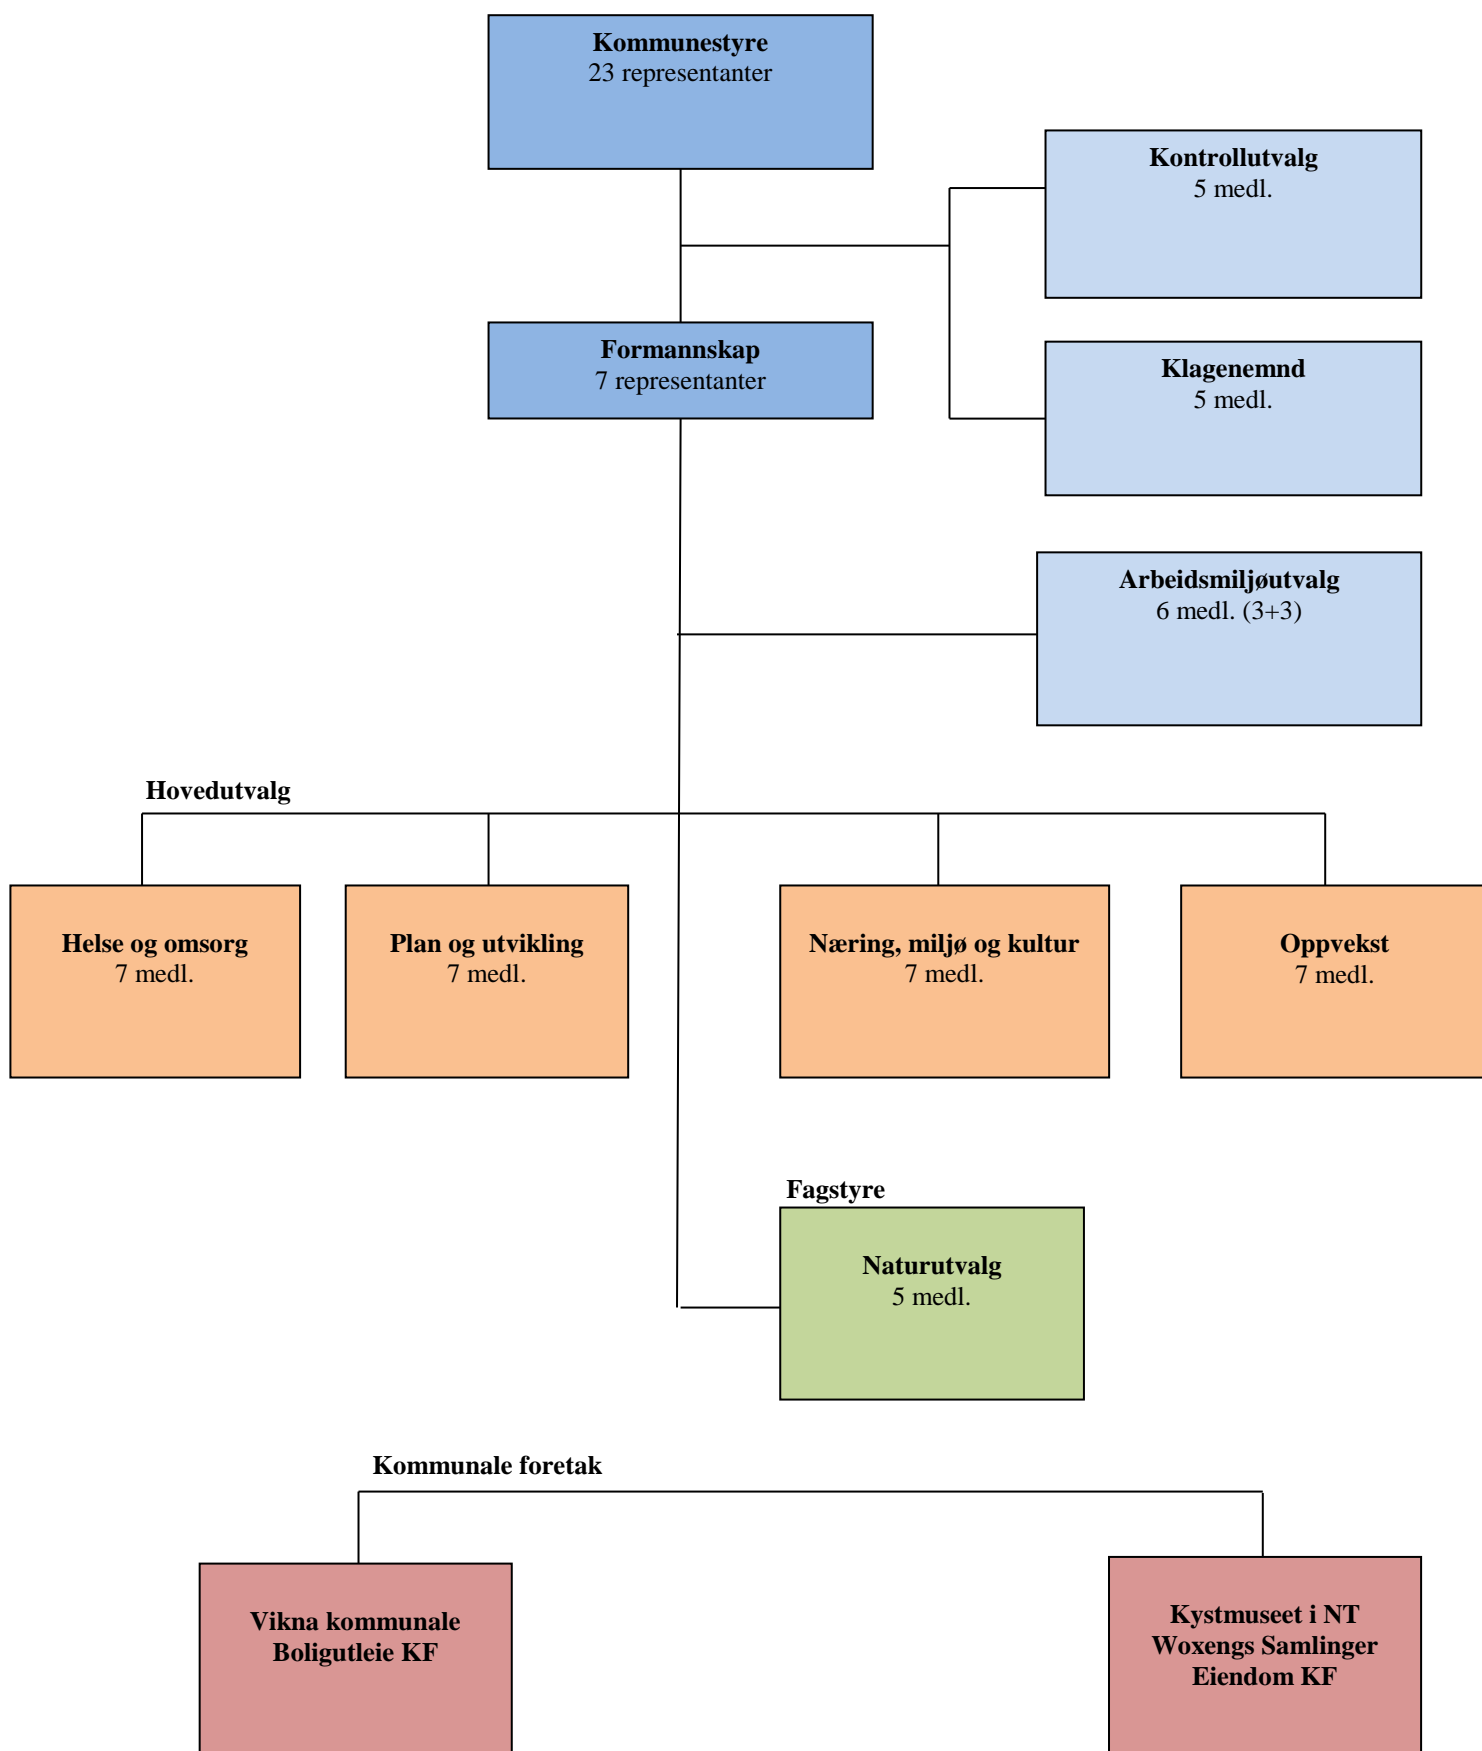 Kommunestyre
23 representanter
Kontrollutvalg
5 medl.
Formannskap
7 representanter
Klagenemnd
5 medl.
Arbeidsmiljøutvalg
6 medl. (3+3)
Hovedutvalg
Helse og omsorg
7 medl.
Plan og utvikling
7 medl.
Næring, miljø og kultur
7 medl.
Oppvekst
7 medl.
Fagstyre
Naturutvalg
5 medl.
Kommunale foretak
Vikna kommunale
Boligutleie KF
Kystmuseet i NT
Woxengs Samlinger
Eiendom KF